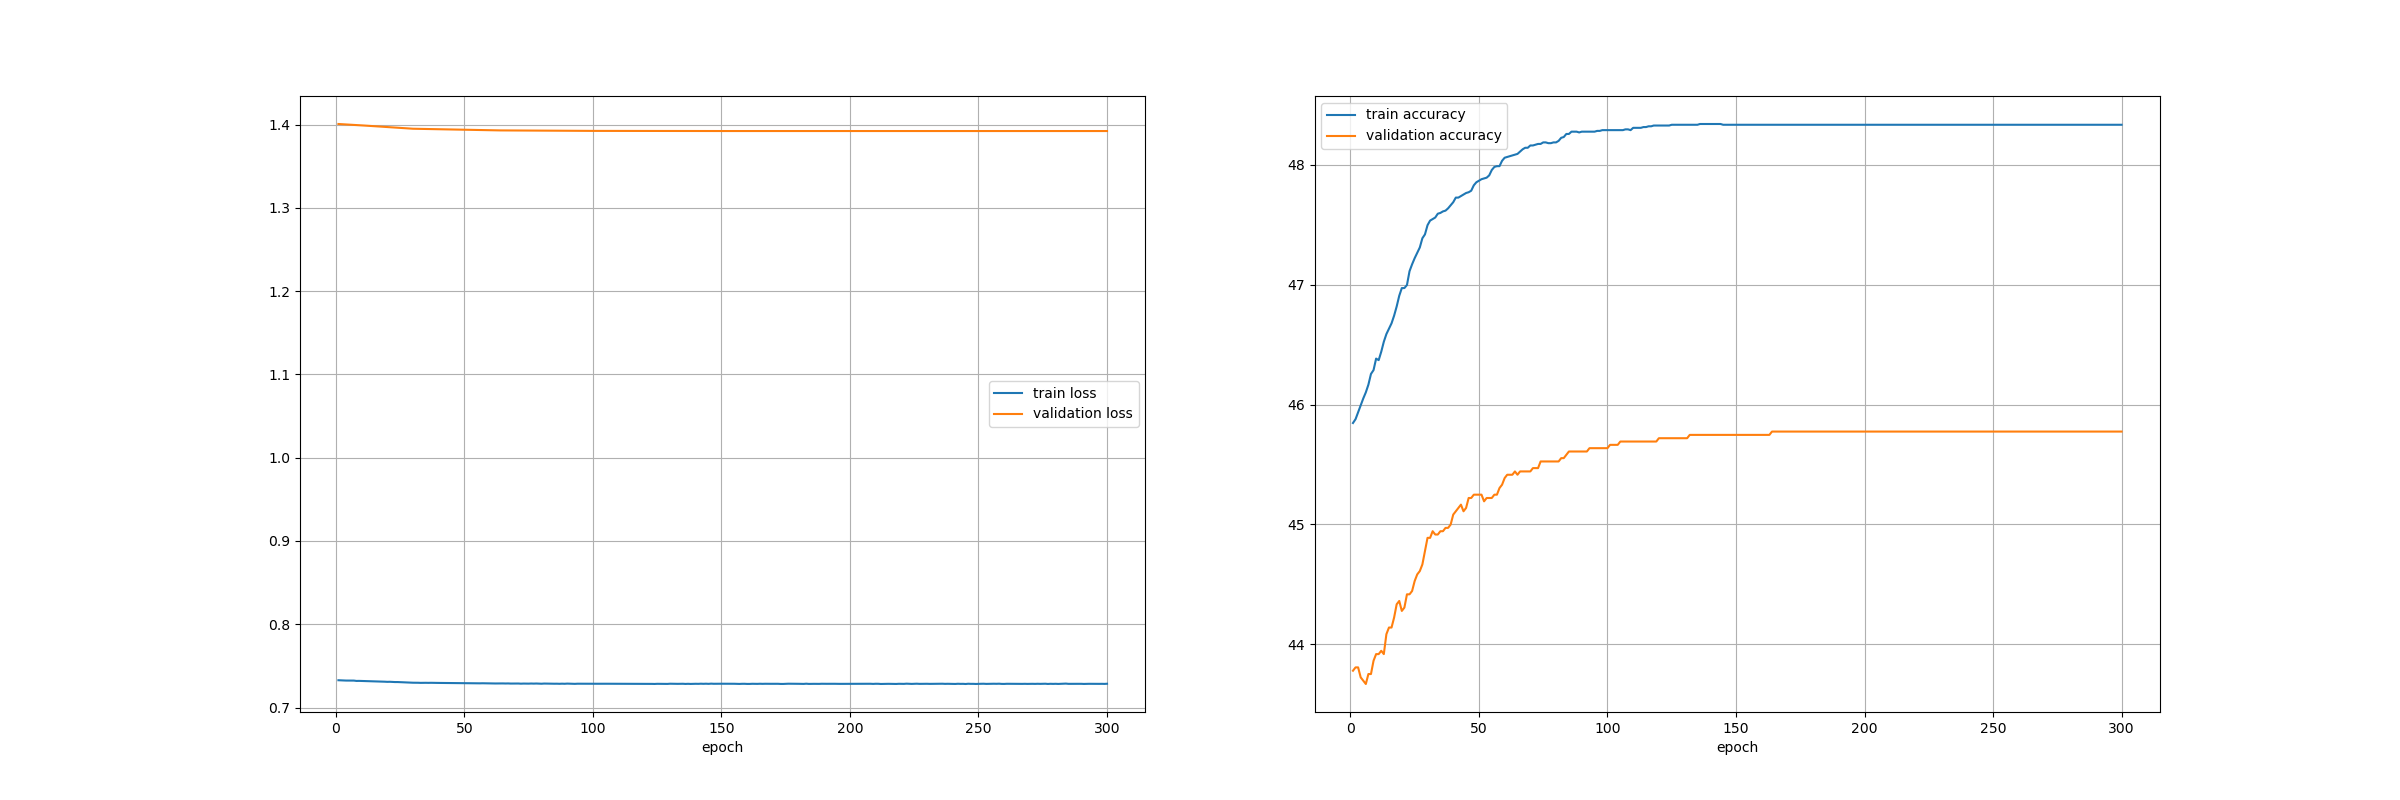 1.4
1.3
1.2
1.1
1.0
0.9
0.8
0.7
0 50 100 150 200 250 300
epoch
train loss
validation loss
train accuracy
validation accuracy
48
47
46
45
44
0 50 100 150 200 250 300
epoch